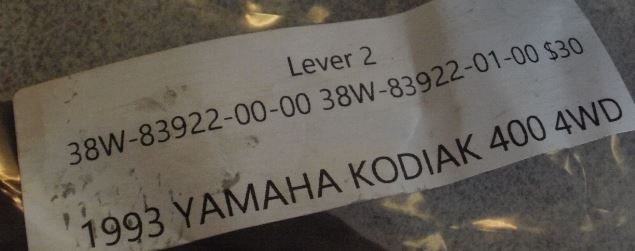 Lever 2
38W-83922-00-00 38W-83922-01-00 $30
1993 YAMAHA KODIAK 400 4WD